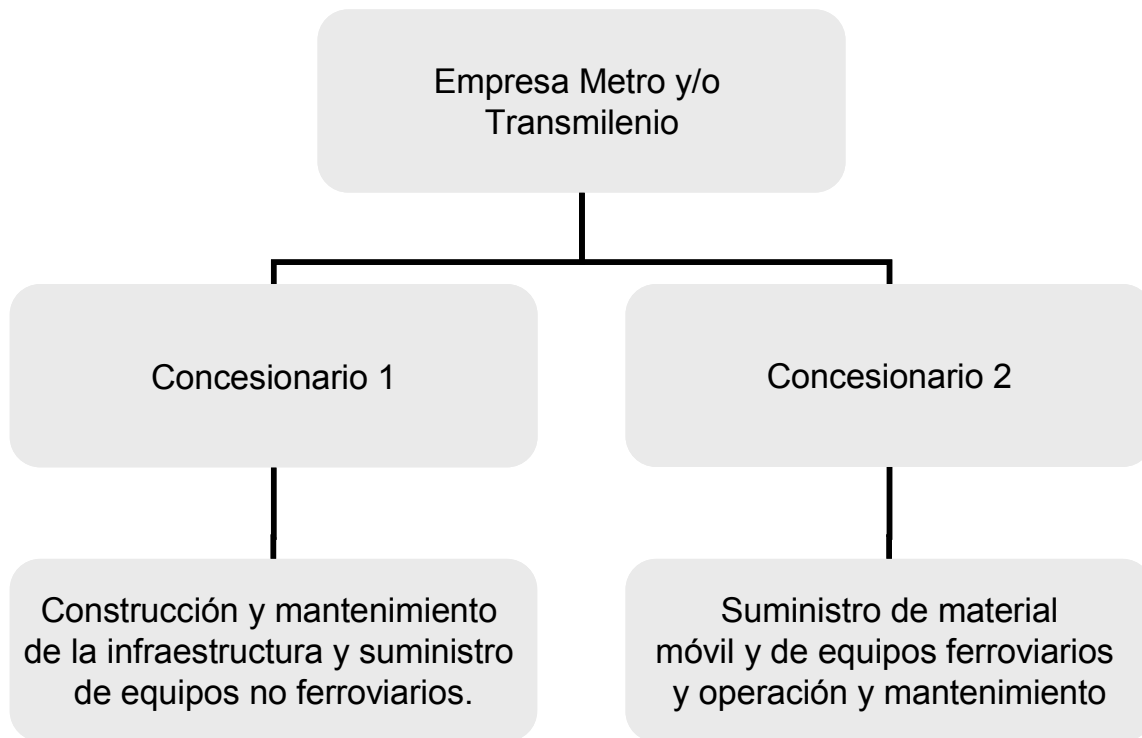 Empresa Metro y/o
Transmilenio
Concesionario 1
Concesionario 2
Construcción y mantenimiento
de la infraestructura y suministro
de equipos no ferroviarios.
Suministro de material
móvil y de equipos ferroviarios
y operación y mantenimiento